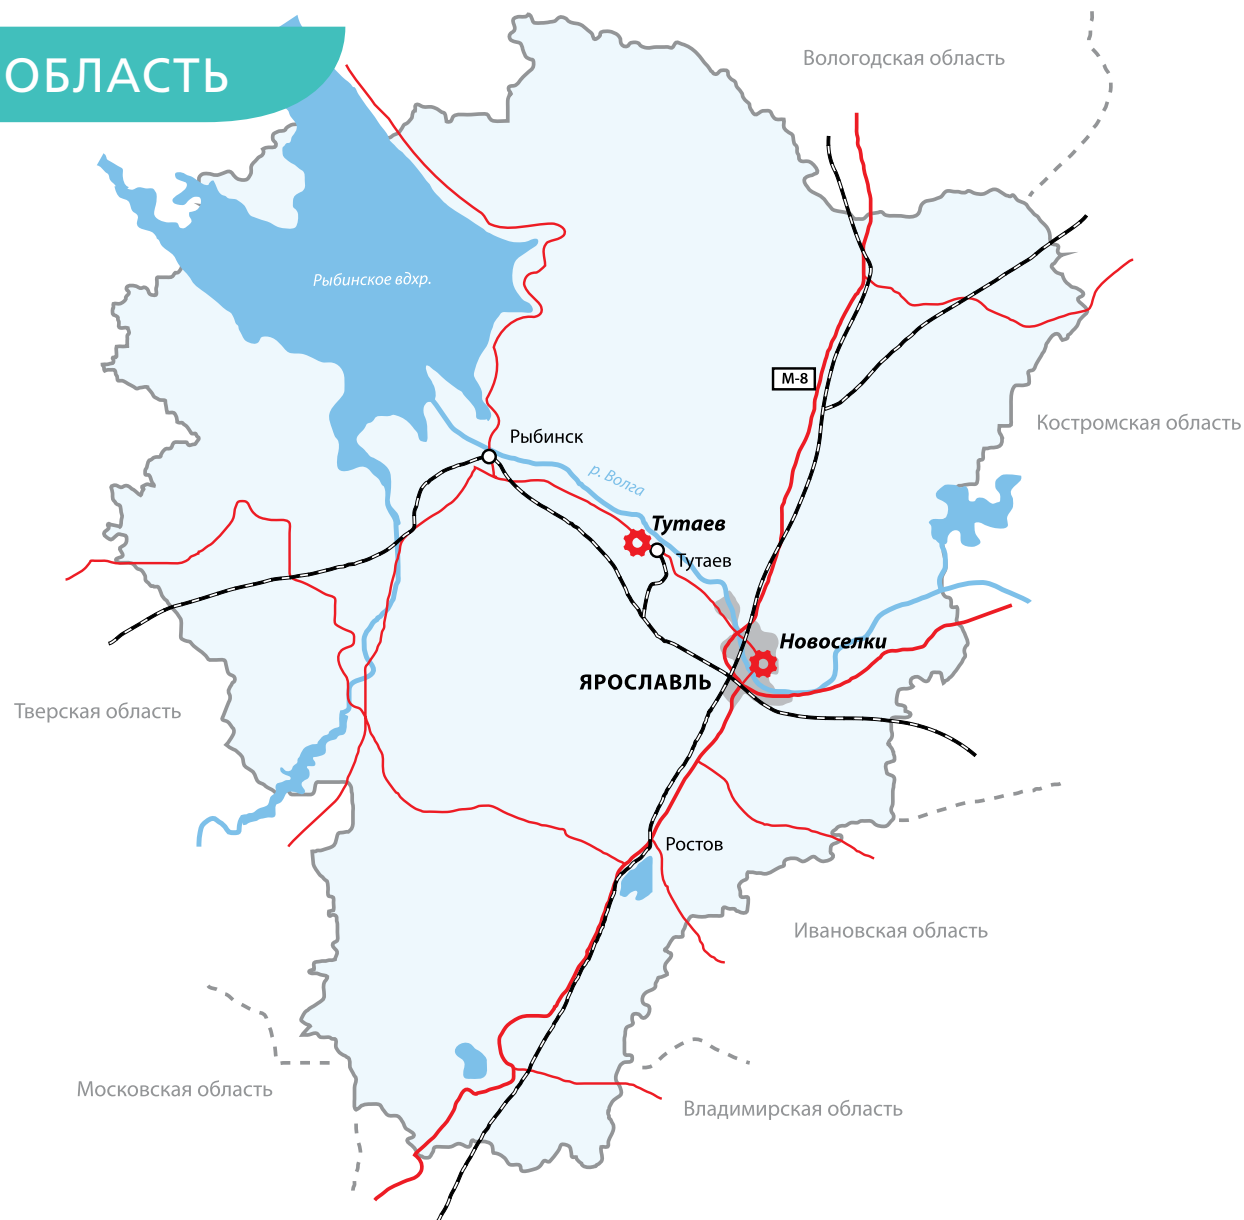 ОБЛАСТЬ
Вологодская область
Рыбинское вдхр.
М-8
Костромская область
Рыбинск
р. Волга
Тутаев
Тутаев
Новоселки
ЯРОСЛАВЛЬ
Тверская область
Ростов
Ивановская область
Московская область
Владимирская область